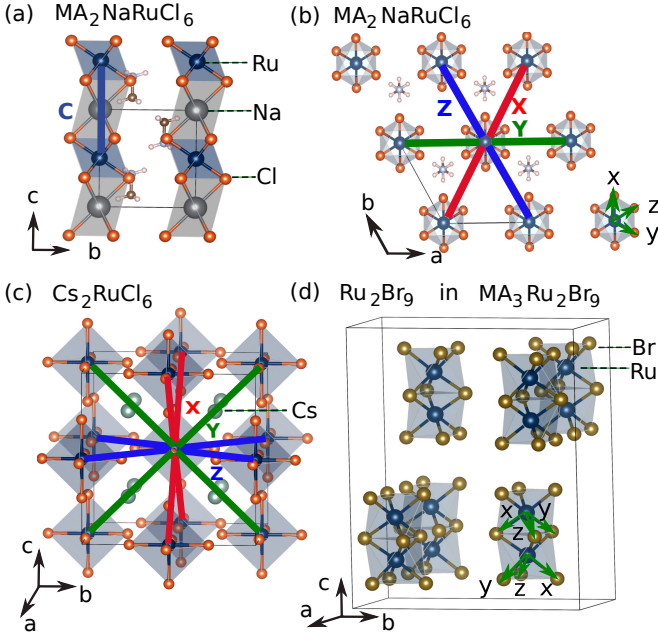 (a) MA₂NaRuCl₆
Ru
C
Na
Cl
c
b
(b) MA₂NaRuCl₆
Z
X
Y
b
a
x
z
y
(c) Cs₂RuCl₆
X
Cs
Y
Z
c
b
a
(d) Ru₂Br₉ in MA₃Ru₂Br₉
Br
Ru
x y
z
y z x
c
a b